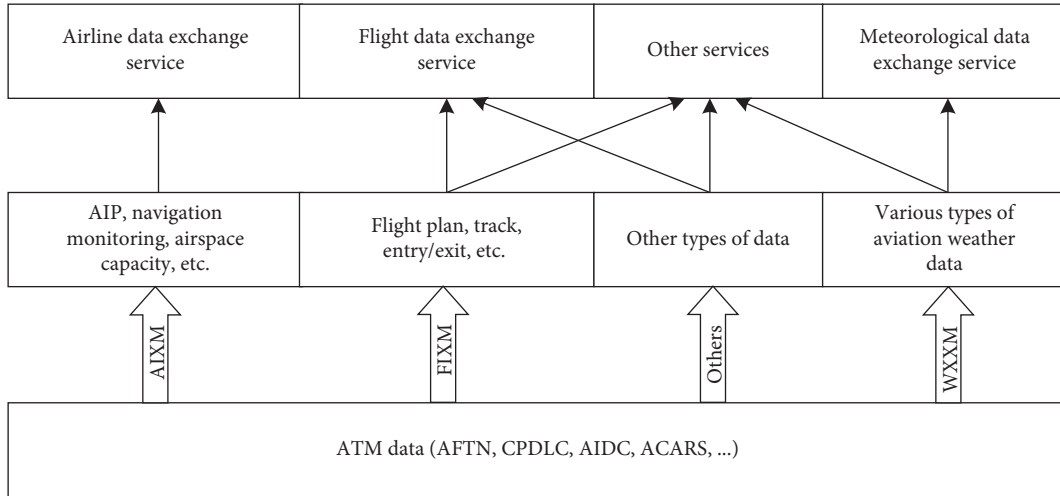 Airline data exchange
service
Flight data exchange
service
Other services
Meteorological data
exchange service
AIP, navigation
monitoring, airspace
capacity, etc.
Flight plan, track,
entry/exit, etc.
Other types of data
Various types of
aviation weather
data
AIXM
FIXM
Others
WXXM
ATM data (AFTN, CPDLC, AIDC, ACARS, ...)